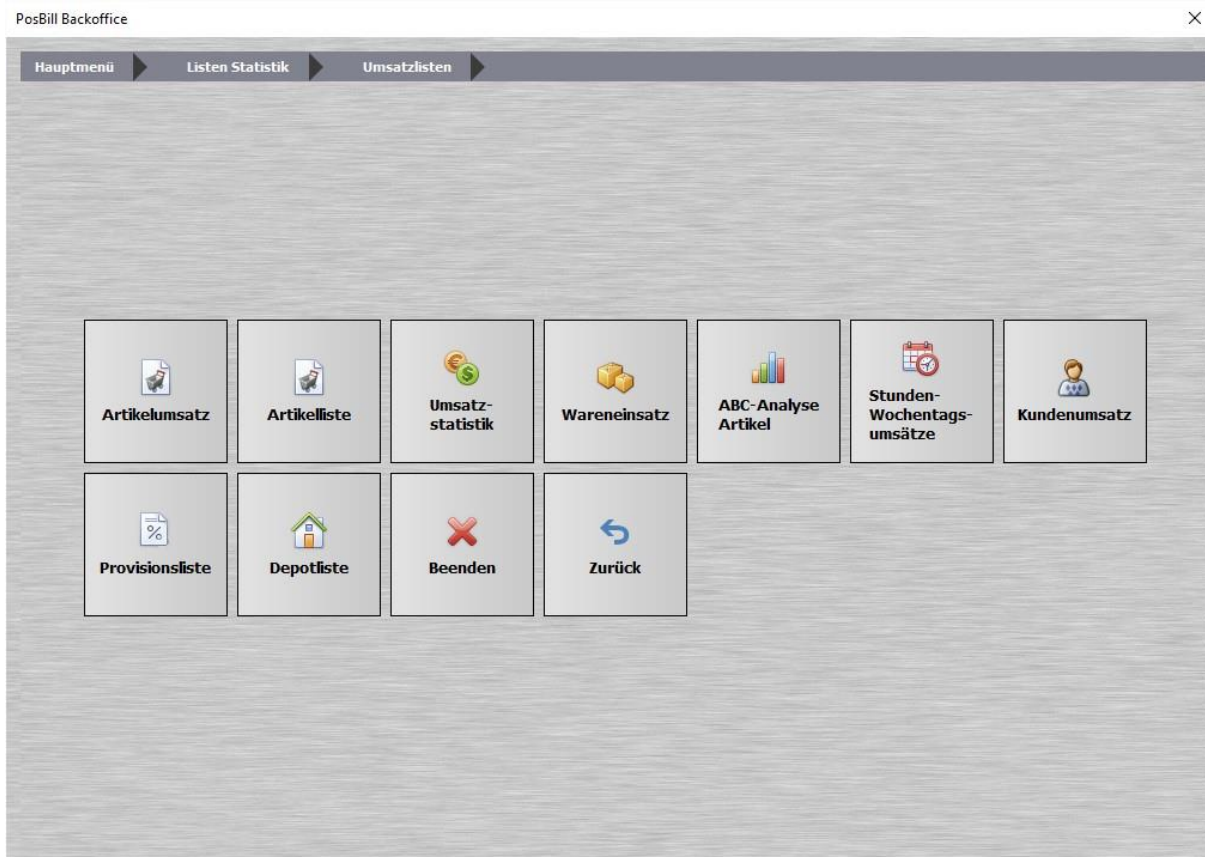 PosBill Backoffice
Hauptmenü Listen Statistik Umsatzlisten
Artikelumsatz
Artikelliste
Umsatz-
statistik
Wareneinsatz
ABC-Analyse
Artikel
Stunden-
Wochentags-
umsätze
Kundenumsatz
Provisionsliste
Depotliste
Beenden
Zurück